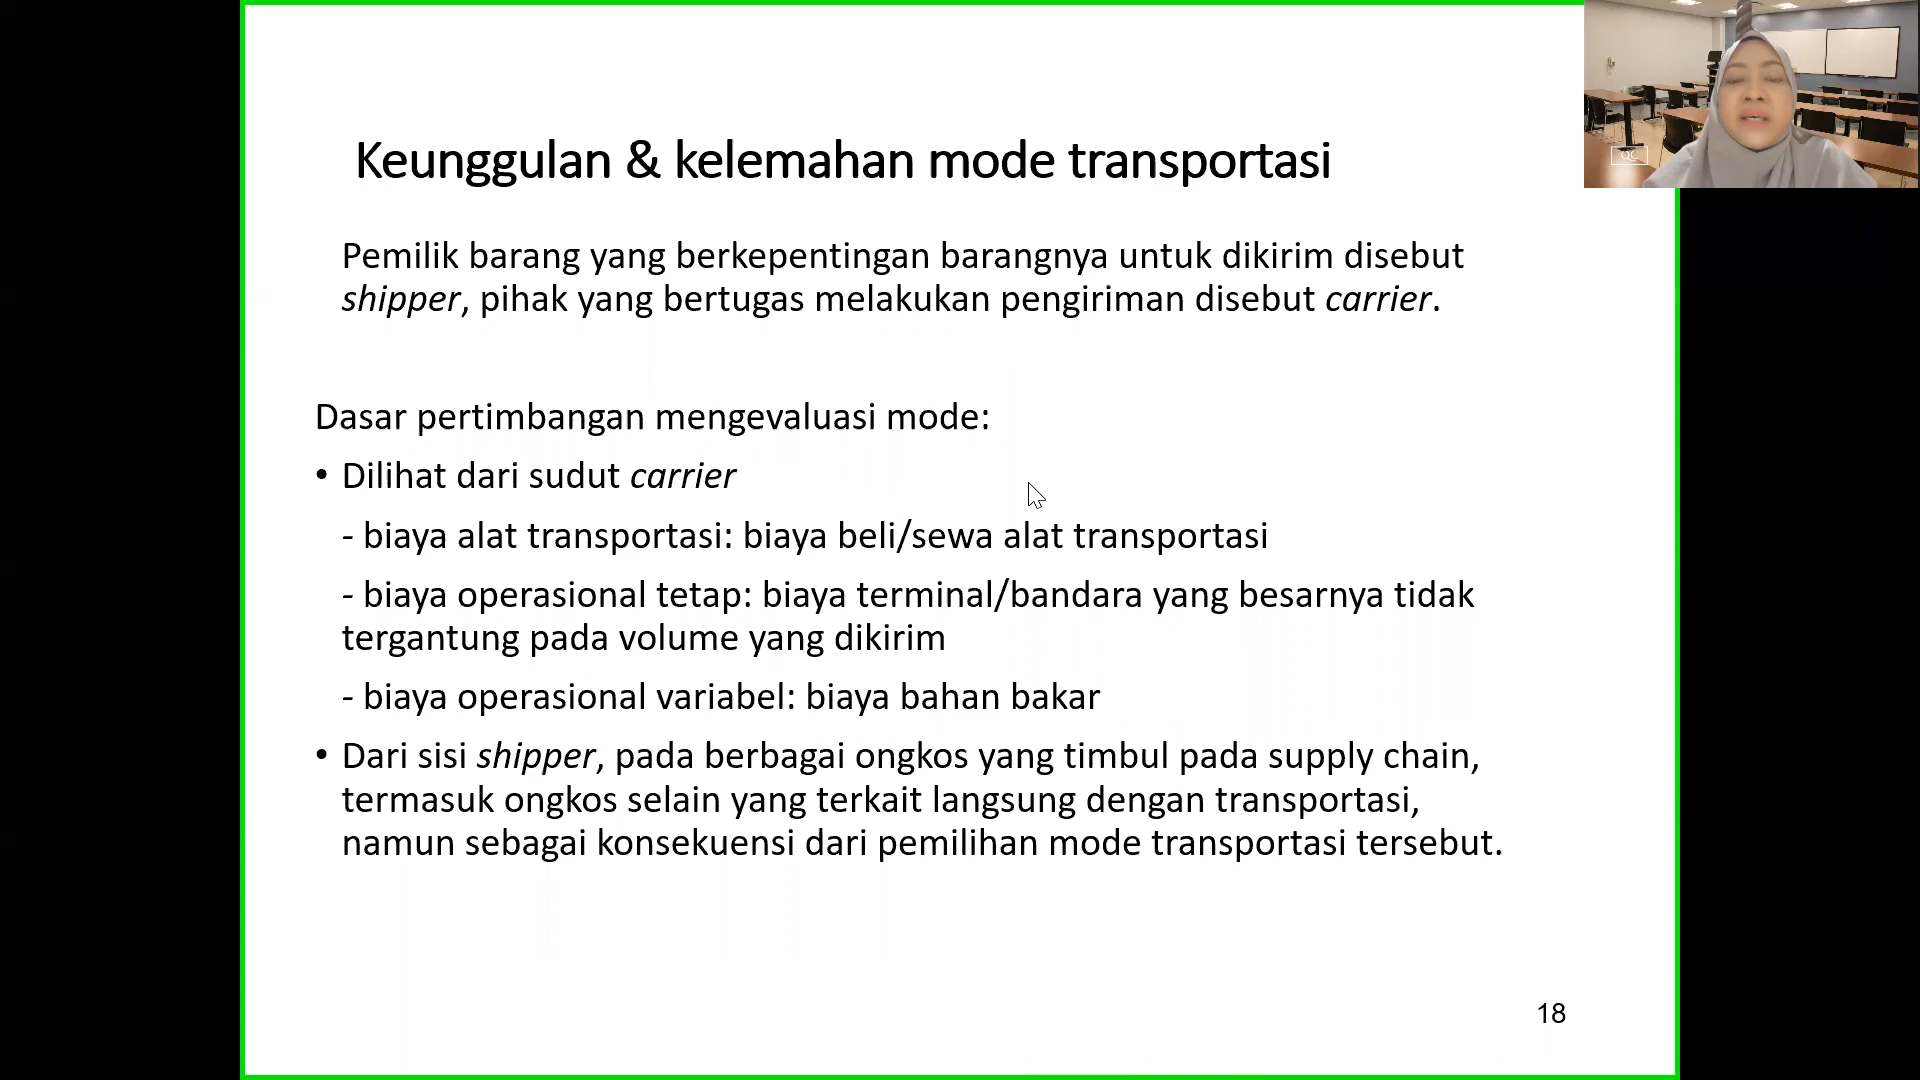 Keunggulan & kelemahan mode transportasi
Pemilik barang yang berkepentingan barangnya untuk dikirim disebut
shipper, pihak yang bertugas melakukan pengiriman disebut carrier.
Dasar pertimbangan mengevaluasi mode:
• Dilihat dari sudut carrier
- biaya alat transportasi: biaya beli/sewa alat transportasi
- biaya operasional tetap: biaya terminal/bandara yang besarnya tidak
tergantung pada volume yang dikirim
- biaya operasional variabel: biaya bahan bakar
• Dari sisi shipper, pada berbagai ongkos yang timbul pada supply chain,
termasuk ongkos selain yang terkait langsung dengan transportasi,
namun sebagai konsekuensi dari pemilihan mode transportasi tersebut.
18